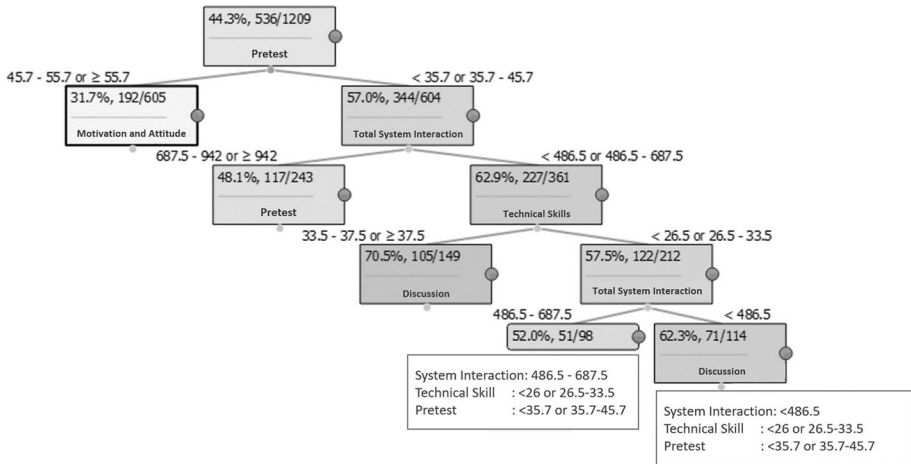 44.3%, 536/1209
Pretest
45.7 - 55.7 or ≥ 55.7
< 35.7 or 35.7 - 45.7
31.7%, 192/605
Motivation and Attitude
57.0%, 344/604
Total System Interaction
687.5 - 942 or ≥ 942
< 486.5 or 486.5 - 687.5
48.1%, 117/243
Pretest
62.9%, 227/361
Technical Skills
33.5 - 37.5 or ≥ 37.5
< 26.5 or 26.5 - 33.5
70.5%, 105/149
Discussion
57.5%, 122/212
Total System Interaction
486.5 - 687.5
< 486.5
52.0%, 51/98
62.3%, 71/114
Discussion
System Interaction: 486.5 - 687.5
Technical Skill : <26 or 26.5-33.5
Pretest : <35.7 or 35.7-45.7
System Interaction: <486.5
Technical Skill : <26 or 26.5-33.5
Pretest : <35.7 or 35.7-45.7